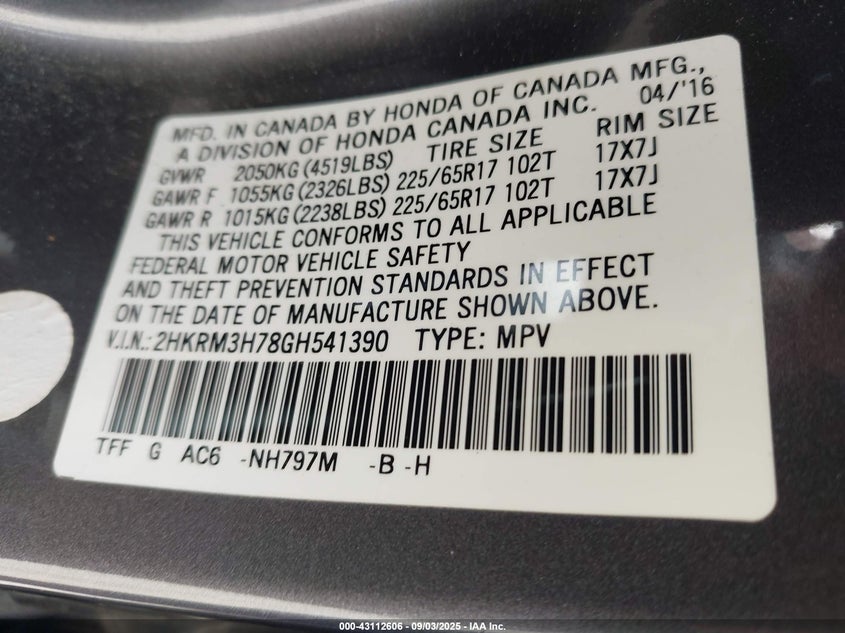 MFD. IN CANADA BY HONDA OF CANADA MFG.,
A DIVISION OF HONDA CANADA INC. 04/'16
GVWR 2050KG (4519LBS) TIRE SIZE RIM SIZE
GAWR F 1055KG (2326LBS) 225/65R17 102T 17X7J
GAWR R 1015KG (2238LBS) 225/65R17 102T 17X7J
THIS VEHICLE CONFORMS TO ALL APPLICABLE
FEDERAL MOTOR VEHICLE SAFETY
AND THEFT PREVENTION STANDARDS IN EFFECT
ON THE DATE OF MANUFACTURE SHOWN ABOVE.
V.I.N.: 2HKRM3H78GH541390 TYPE: MPV
TFF G AC6 -NH797M -B -H
000-43112606 - 09/03/2025 - IAA Inc.